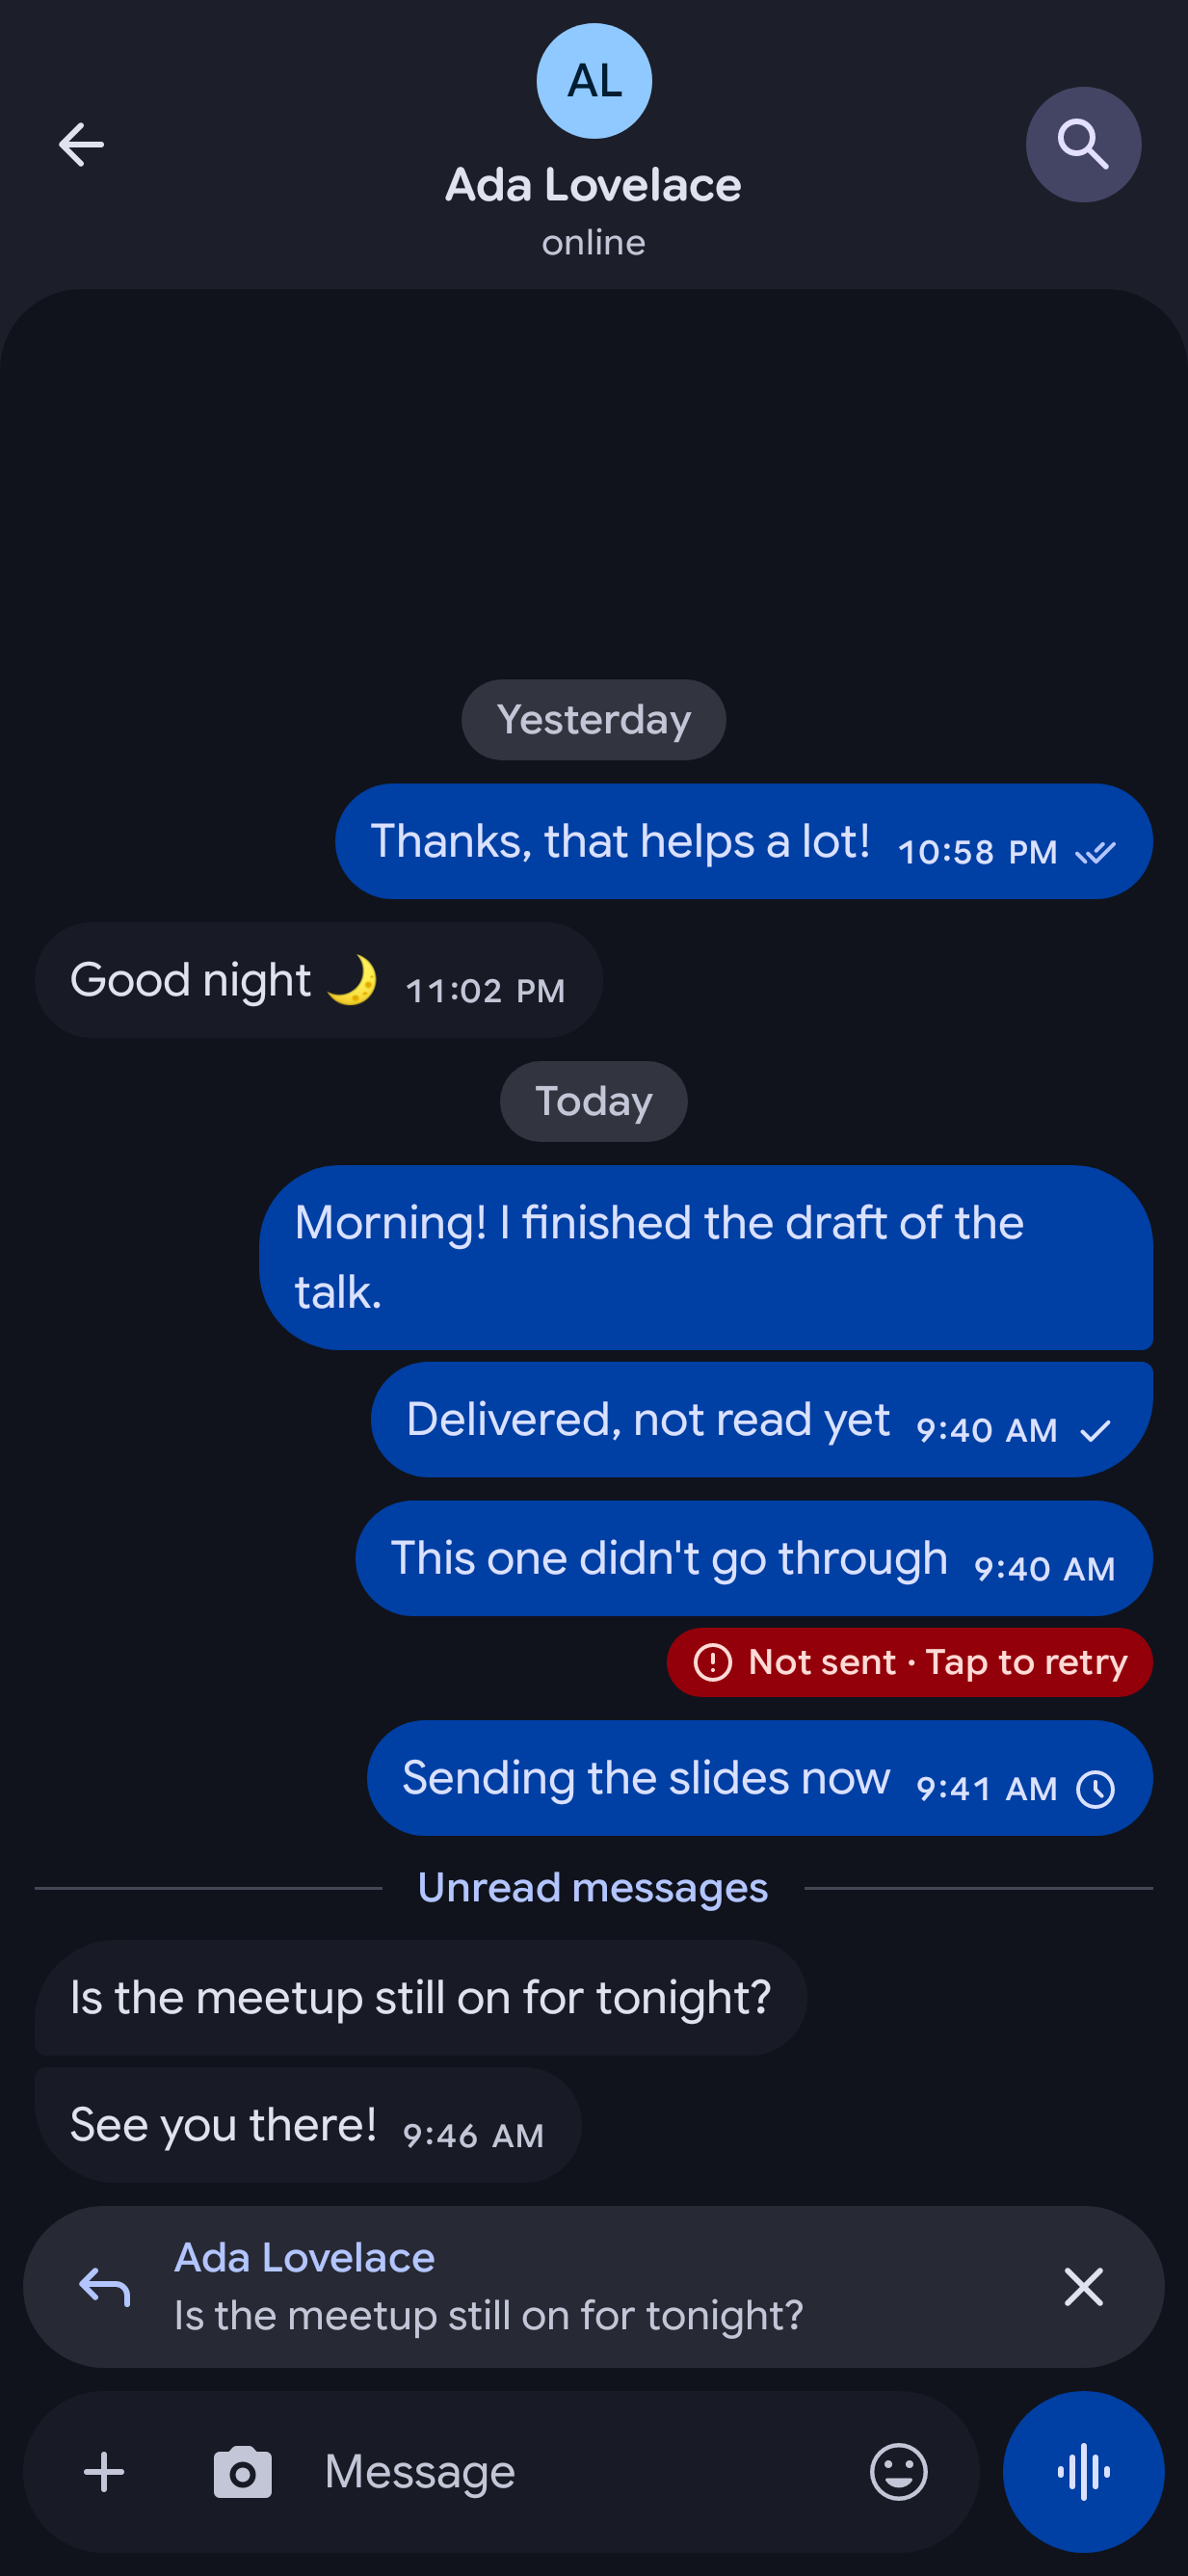 AL
Ada Lovelace
online
Yesterday
Thanks, that helps a lot! 10:58 PM
Good night 🌙 11:02 PM
Today
Morning! I finished the draft of the
talk.
Delivered, not read yet 9:40 AM
This one didn't go through 9:40 AM
Not sent · Tap to retry
Sending the slides now 9:41 AM
Unread messages
Is the meetup still on for tonight?
See you there! 9:46 AM
Ada Lovelace
Is the meetup still on for tonight?
Message